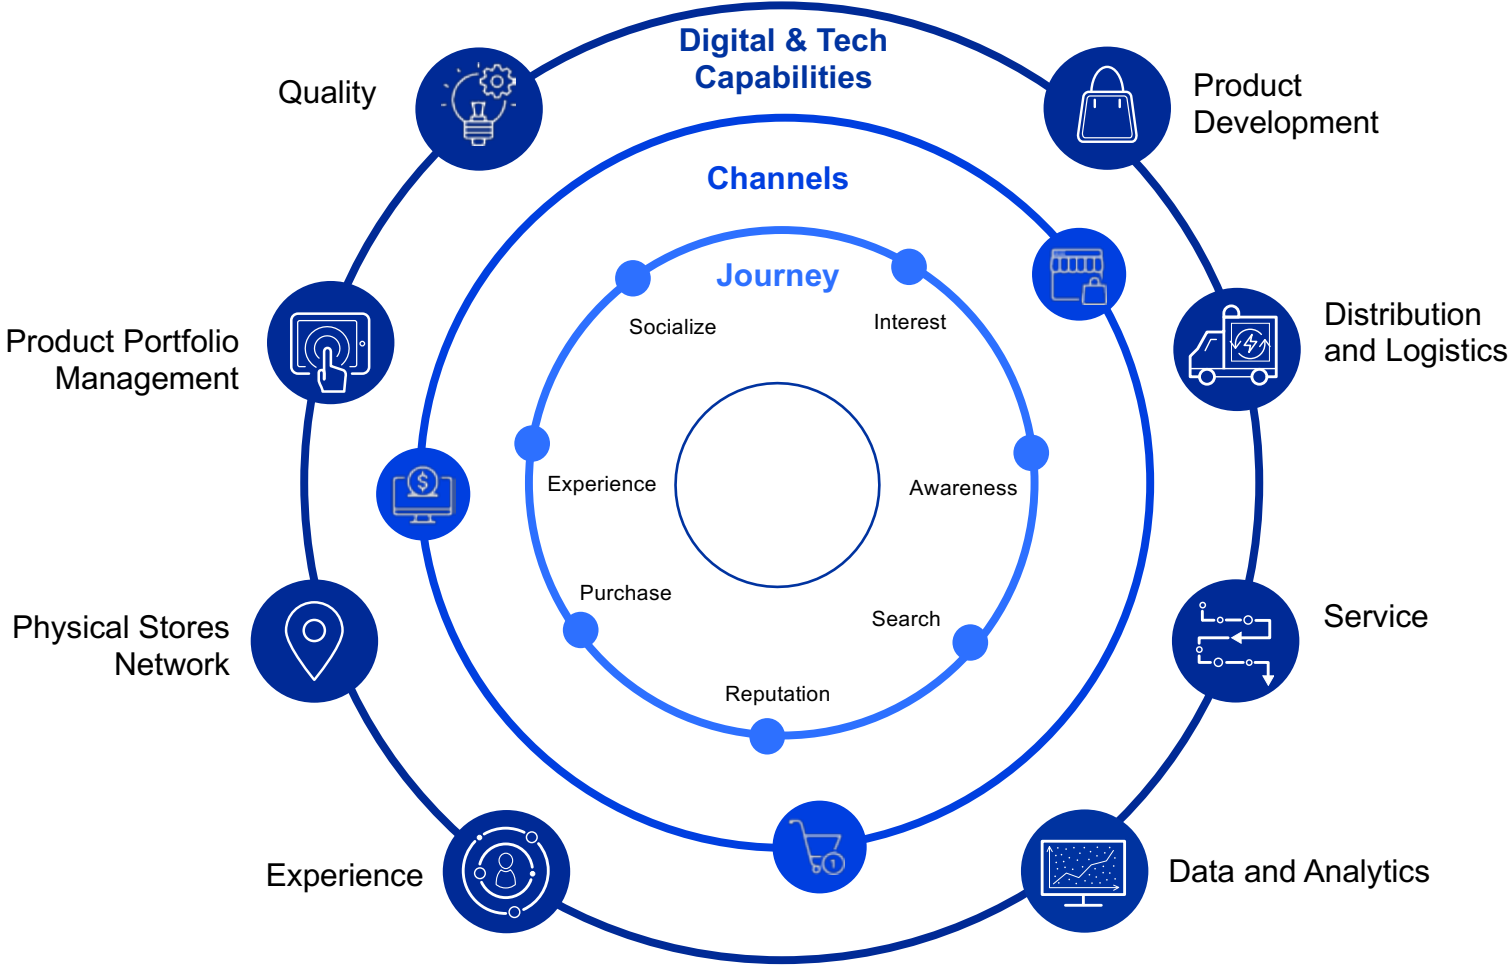 Digital & Tech
Capabilities
Quality
Product
Development
Channels
Journey
Socialize
Interest
Distribution
and Logistics
Product Portfolio
Management
$
Experience
Awareness
Purchase
Search
Service
Physical Stores
Network
Reputation
1
Experience
Data and Analytics